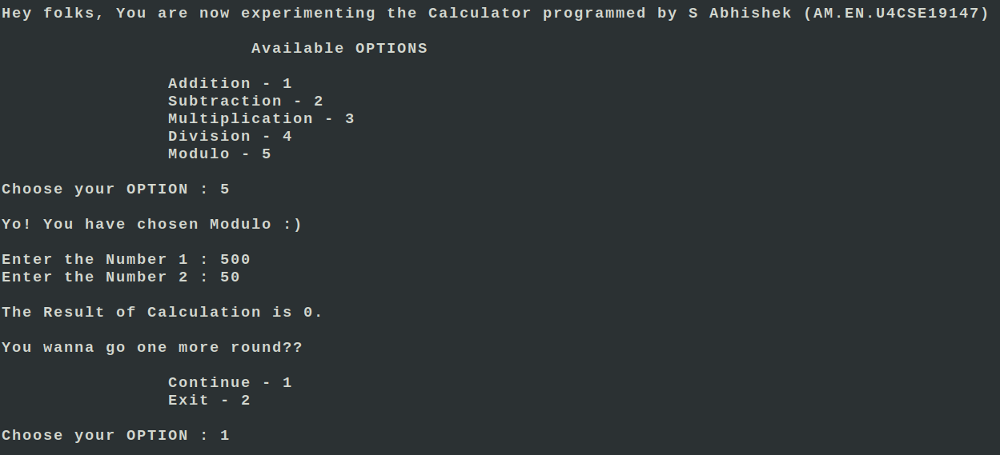 Hey folks, You are now experimenting the Calculator programmed by S Abhishek (AM.EN.U4CSE19147)
Available OPTIONS
Addition - 1
Subtraction - 2
Multiplication - 3
Division - 4
Modulo - 5
Choose your OPTION : 5
Yo! You have chosen Modulo :)
Enter the Number 1 : 500
Enter the Number 2 : 50
The Result of Calculation is 0.
You wanna go one more round??
Continue - 1
Exit - 2
Choose your OPTION : 1